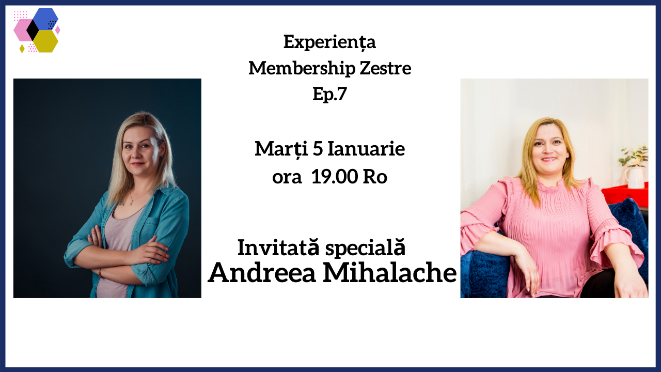 Experiența
Membership Zestre
Ep.7
Marți 5 Ianuarie
ora 19.00 Ro
Invitată specială
Andreea Mihalache